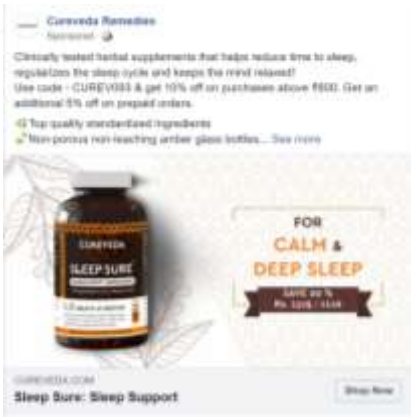 Cureveda Remedies
Sponsored
Clinically tested herbal supplements that helps reduce time to sleep,
regularizes the sleep cycle and keeps the mind relaxed!
Use code - & get 10% off on purchases above Get an
additional 5% off on prepaid orders.
Top quality standardized ingredients
Non-porous non-leaching amber glass bottles... See more
CUREVEDA
SLEEP SURE
FOR
CALM &
DEEP SLEEP
SAVE 20 %
CUREVEDA.COM
Sleep Sure: Sleep Support
Shop Now